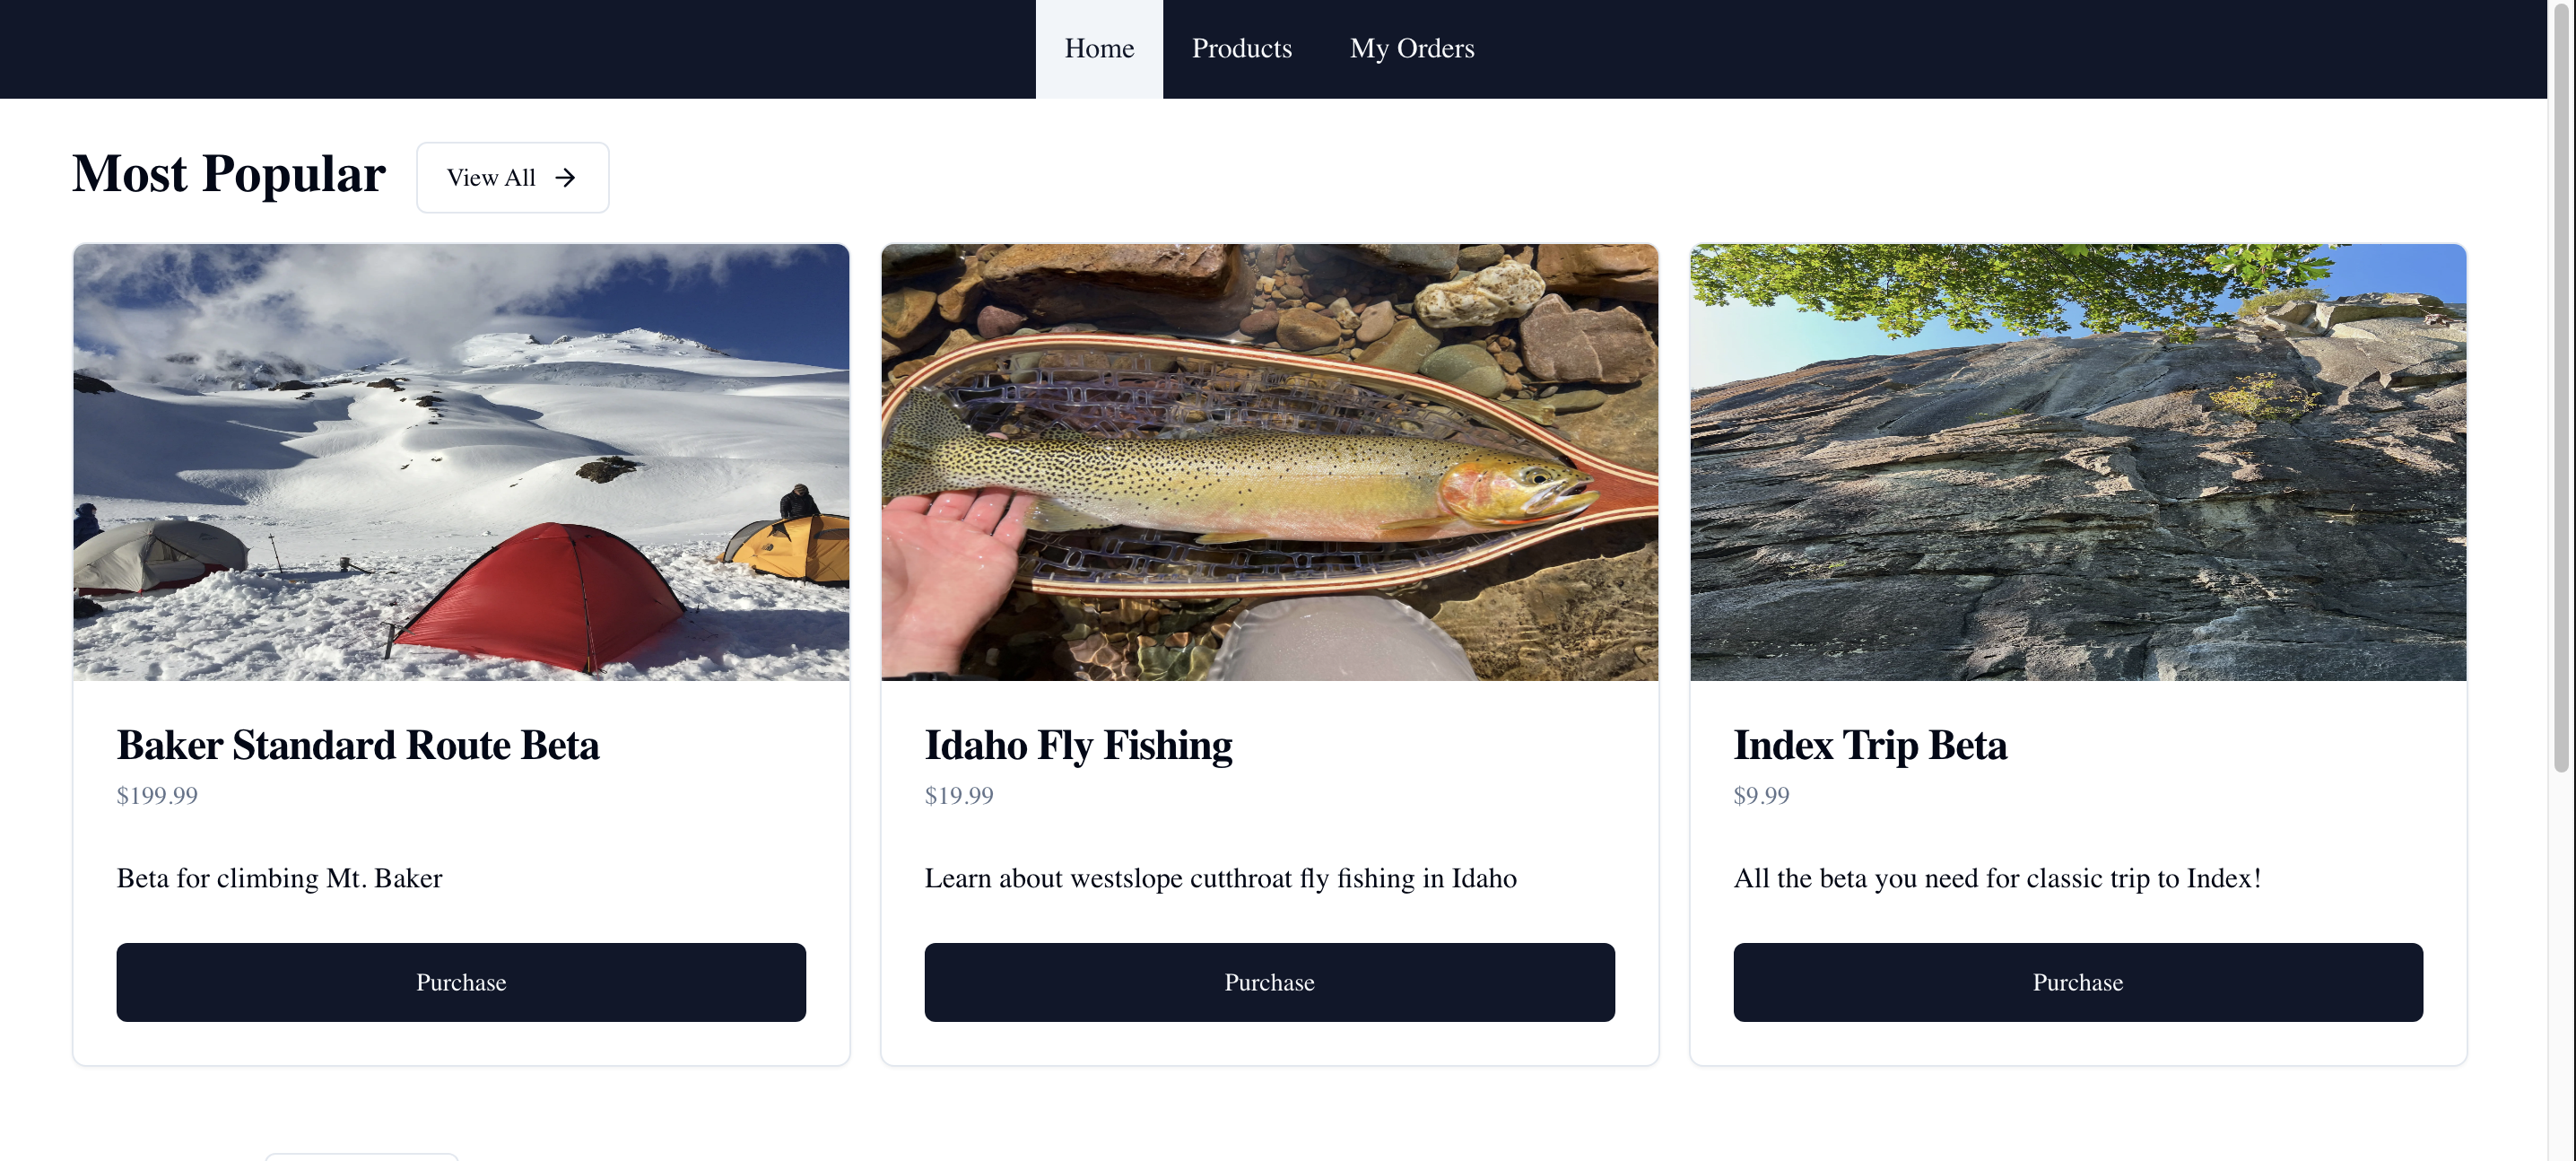 Home Products My Orders
Most Popular
View All
Baker Standard Route Beta
$199.99
Beta for climbing Mt. Baker
Purchase
Idaho Fly Fishing
$19.99
Learn about westslope cutthroat fly fishing in Idaho
Purchase
Index Trip Beta
$9.99
All the beta you need for classic trip to Index!
Purchase